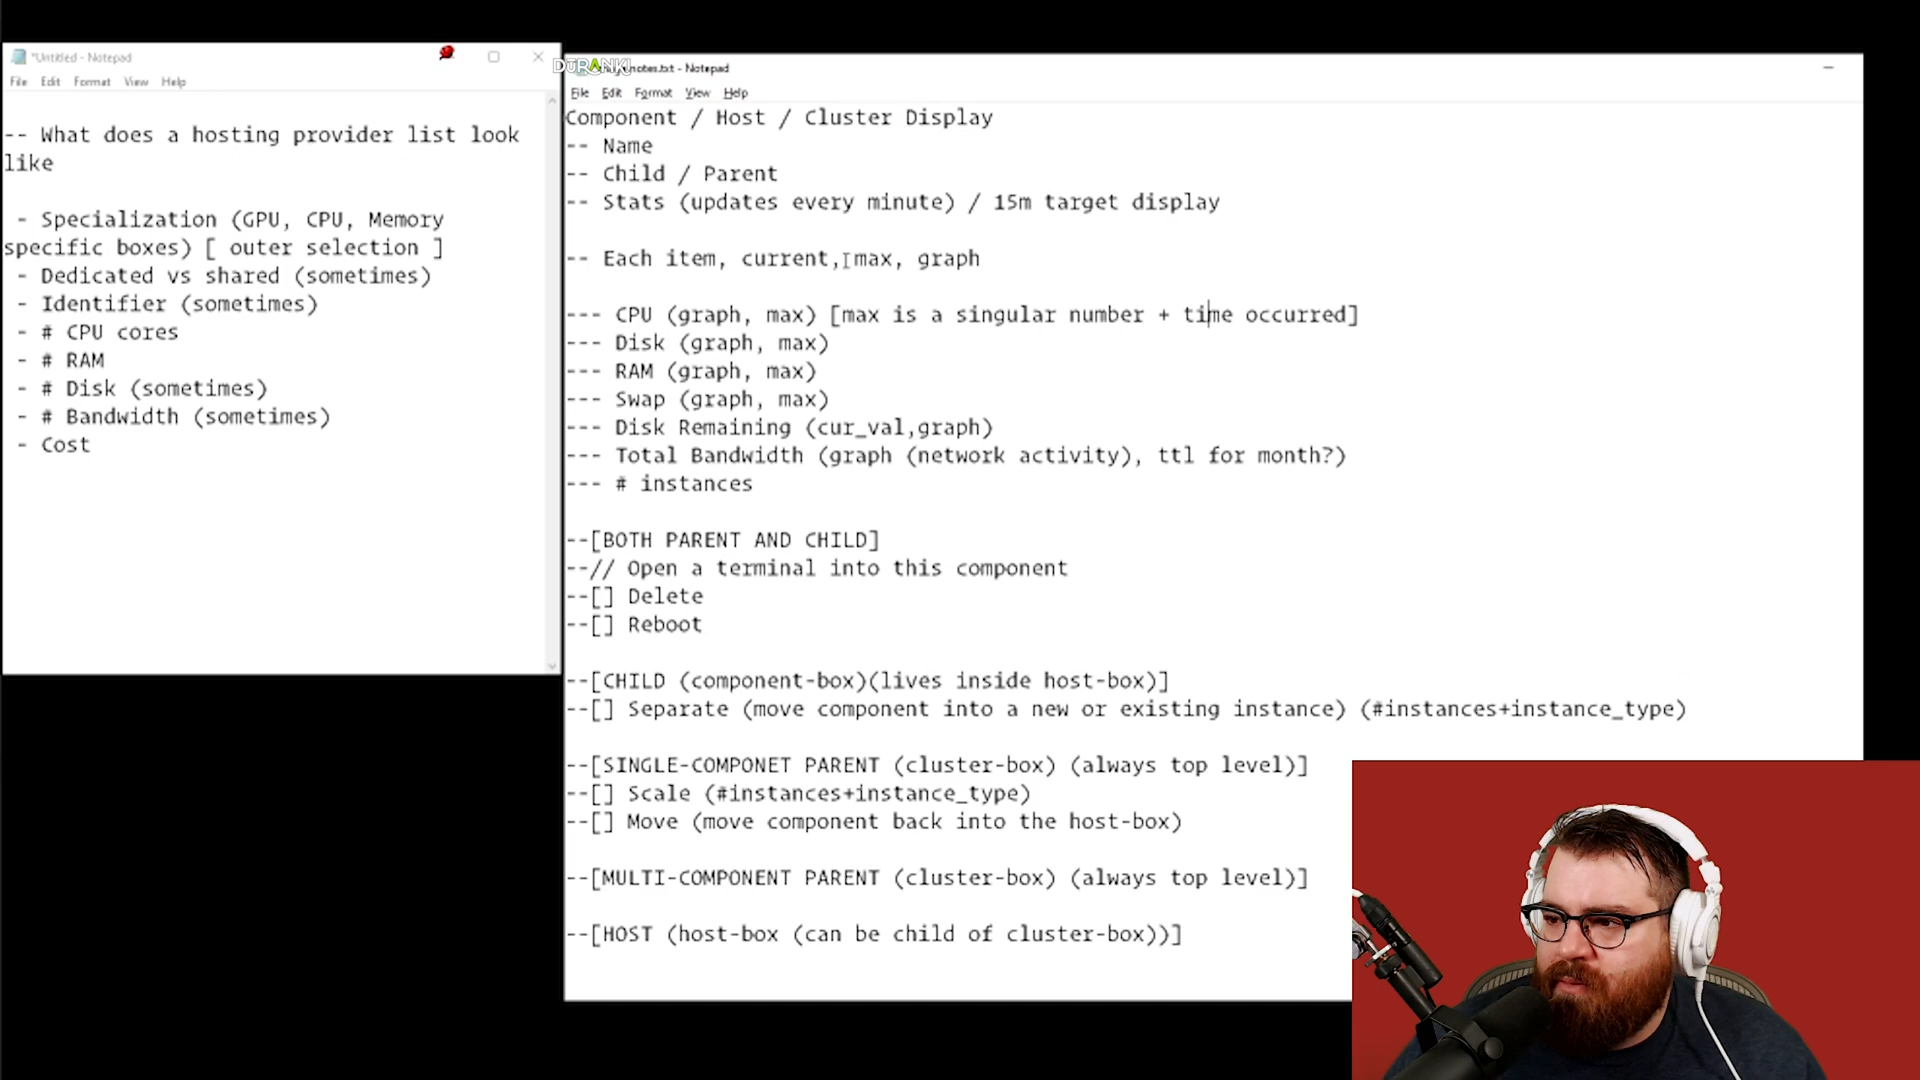 *Untitled - Notepad
File Edit Format View Help
-- What does a hosting provider list look
like
- Specialization (GPU, CPU, Memory
specific boxes) [ outer selection ]
- Dedicated vs shared (sometimes)
- Identifier (sometimes)
- # CPU cores
- # RAM
- # Disk (sometimes)
- # Bandwidth (sometimes)
- Cost
DURANKI
notes.txt - Notepad
File Edit Format View Help
Component / Host / Cluster Display
-- Name
-- Child / Parent
-- Stats (updates every minute) / 15m target display
-- Each item, current, max, graph
--- CPU (graph, max) [max is a singular number + time occurred]
--- Disk (graph, max)
--- RAM (graph, max)
--- Swap (graph, max)
--- Disk Remaining (cur_val,graph)
--- Total Bandwidth (graph (network activity), ttl for month?)
--- # instances
--[BOTH PARENT AND CHILD]
--// Open a terminal into this component
--[] Delete
--[] Reboot
--[CHILD (component-box)(lives inside host-box)]
--[] Separate (move component into a new or existing instance) (#instances+instance_type)
--[SINGLE-COMPONET PARENT (cluster-box) (always top level)]
--[] Scale (#instances+instance_type)
--[] Move (move component back into the host-box)
--[MULTI-COMPONENT PARENT (cluster-box) (always top level)]
--[HOST (host-box (can be child of cluster-box))]